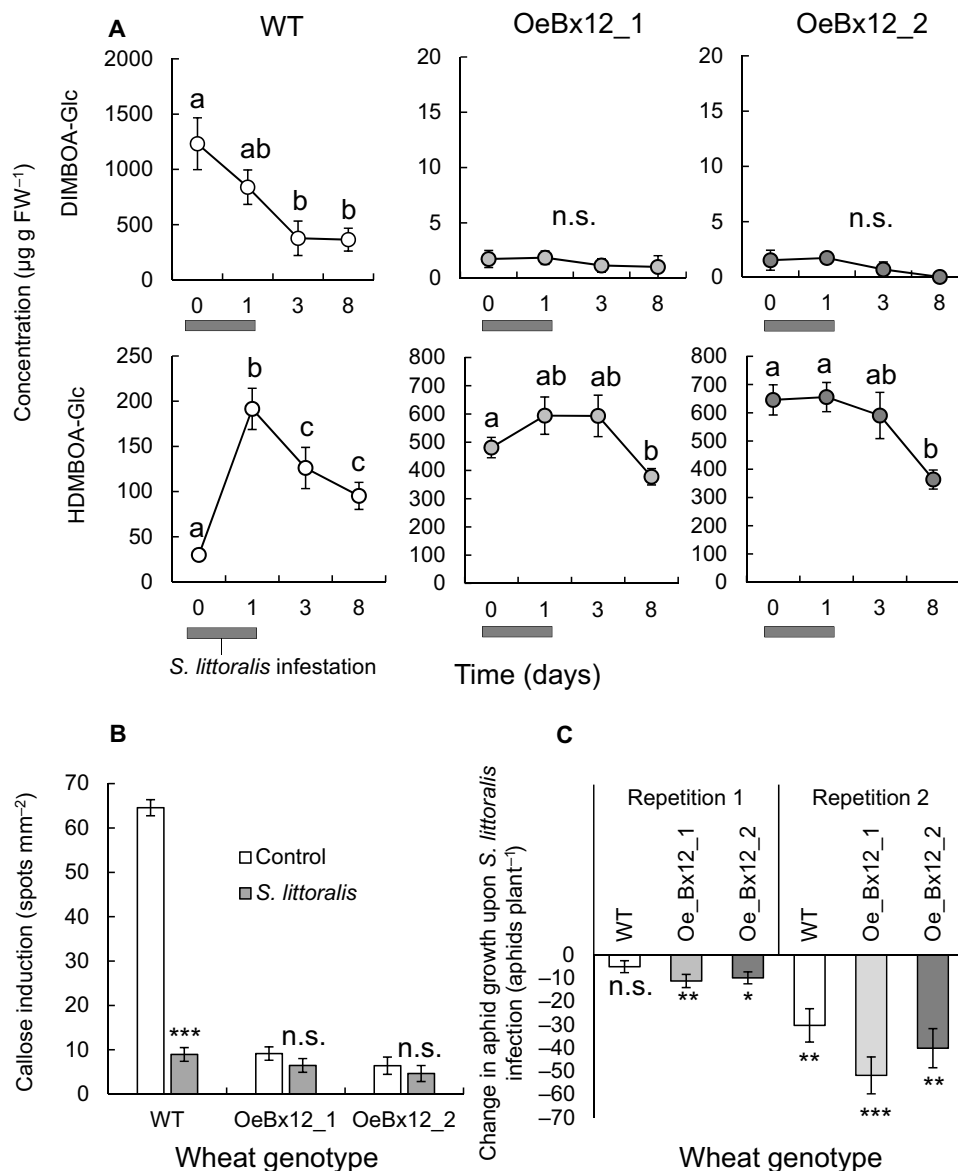 A
WT
OeBx12_1
OeBx12_2
Concentration (µg g FW⁻¹)
DIMBOA-Glc
2000
1500
1000
500
0
a
ab
b
b
0 1 3 8
20
15
10
5
0
n.s.
0 1 3 8
20
15
10
5
0
n.s.
0 1 3 8
HDMBOA-Glc
250
200
150
100
50
0
a
b
c
c
0 1 3 8
S. littoralis infestation
800
700
600
500
400
300
200
100
0
a
ab
ab
b
0 1 3 8
800
700
600
500
400
300
200
100
0
a
a
ab
b
0 1 3 8
Time (days)
B
Callose induction (spots mm⁻²)
70
60
50
40
30
20
10
0
Control
S. littoralis
***
n.s.
n.s.
WT OeBx12_1 OeBx12_2
Wheat genotype
C
Change in aphid growth upon S. littoralis
infection (aphids plant⁻¹)
Repetition 1
Repetition 2
WT
Oe_Bx12_1
Oe_Bx12_2
WT
Oe_Bx12_1
Oe_Bx12_2
0
–10
–20
–30
–40
–50
–60
–70
n.s.
**
*
**
***
**
Wheat genotype